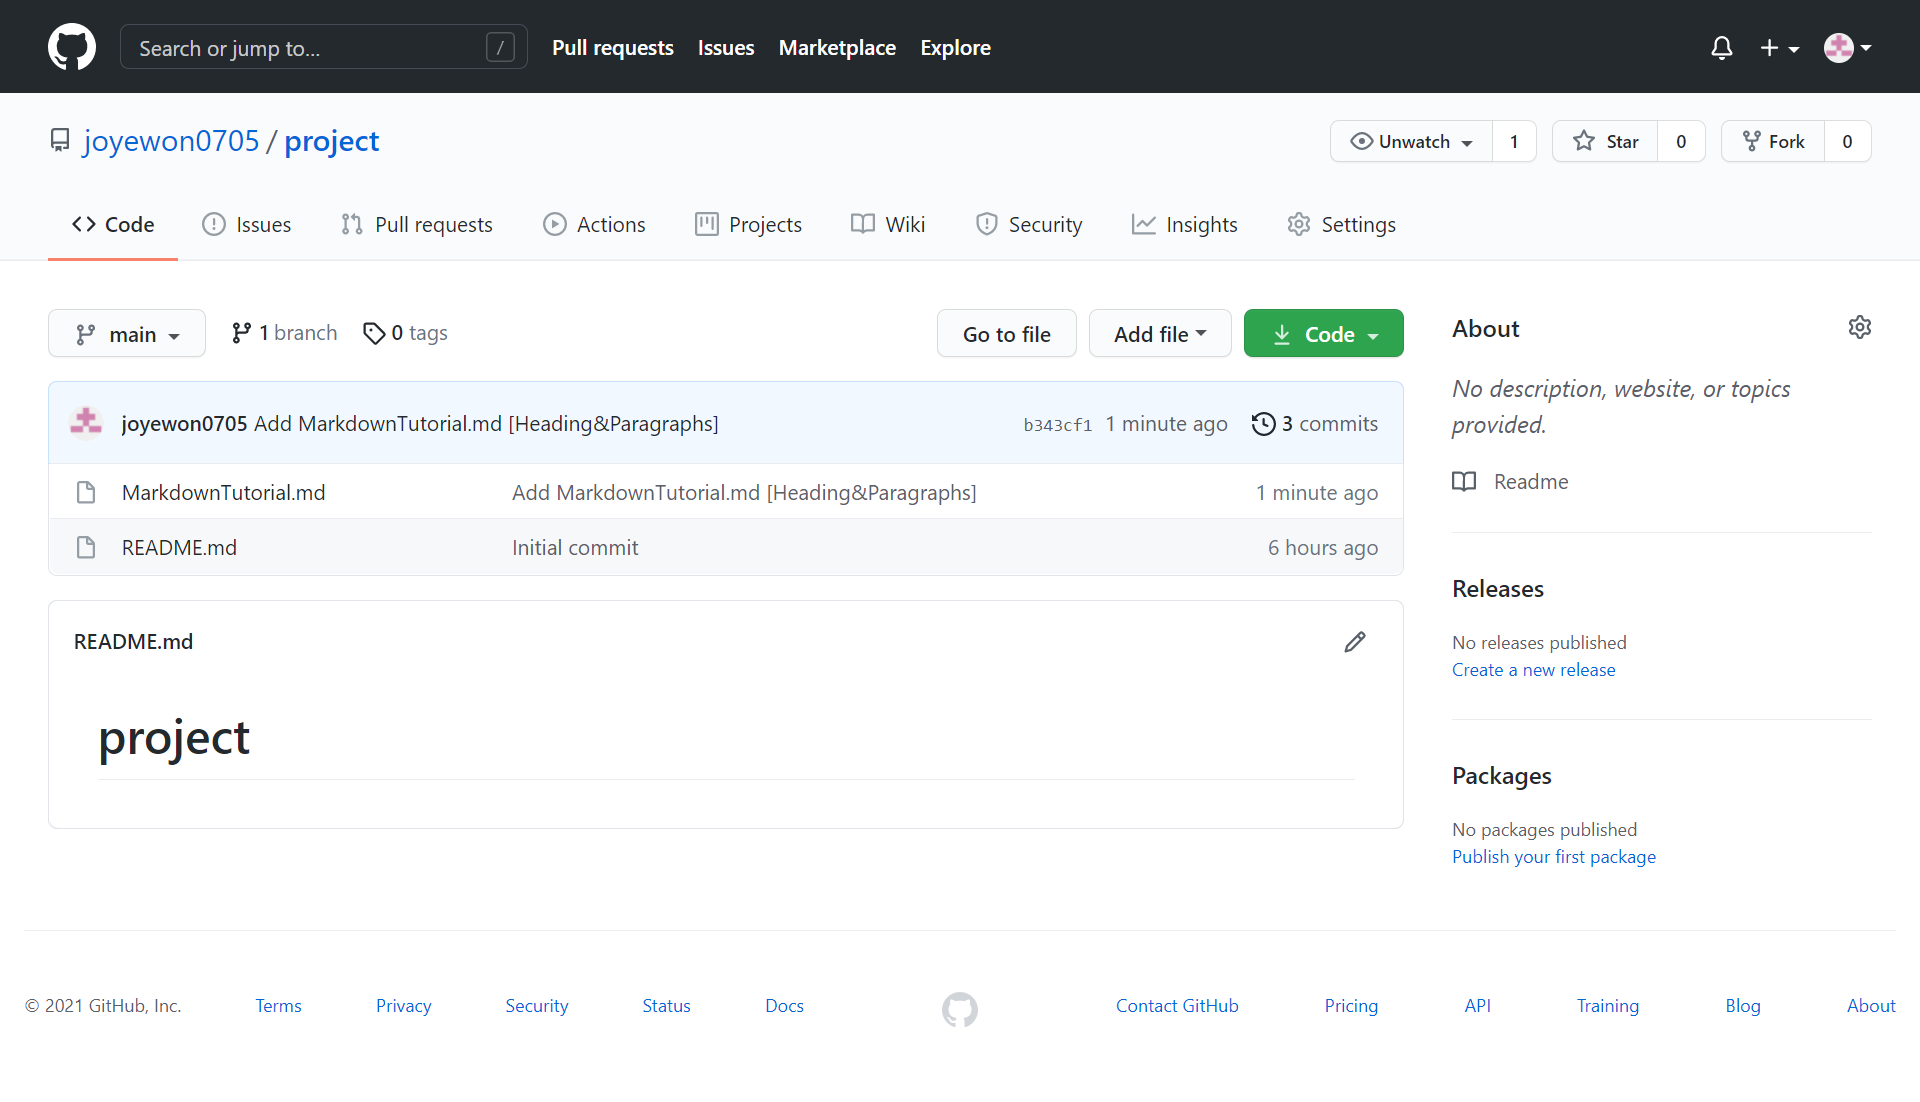 Search or jump to... / Pull requests Issues Marketplace Explore
joyewon0705 / project Unwatch 1 Star 0 Fork 0
Code Issues Pull requests Actions Projects Wiki Security Insights Settings
main 1 branch 0 tags Go to file Add file Code
joyewon0705 Add MarkdownTutorial.md [Heading&Paragraphs] b343cf1 1 minute ago 3 commits
MarkdownTutorial.md Add MarkdownTutorial.md [Heading&Paragraphs] 1 minute ago
README.md Initial commit 6 hours ago
README.md
project
About
No description, website, or topics
provided.
Readme
Releases
No releases published
Create a new release
Packages
No packages published
Publish your first package
© 2021 GitHub, Inc. Terms Privacy Security Status Docs Contact GitHub Pricing API Training Blog About